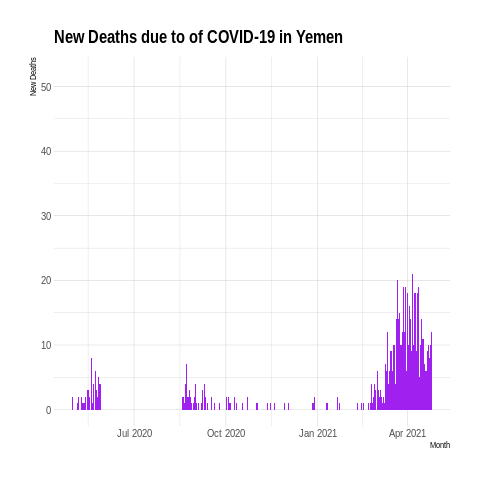 New Deaths due to of COVID-19 in Yemen
New Deaths
50
40
30
20
10
0
Jul 2020 Oct 2020 Jan 2021 Apr 2021
Month